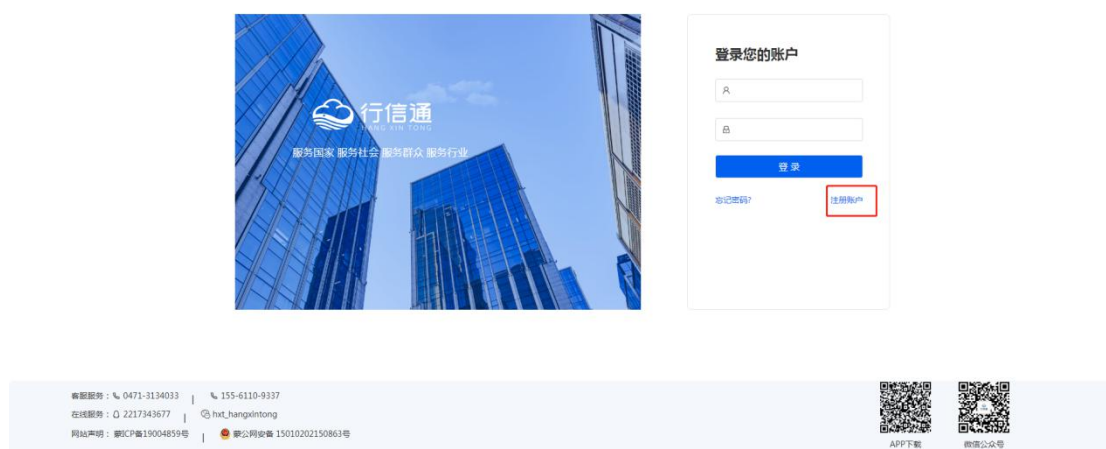 行信通
HANG XIN TONG
服务国家 服务社会 服务群众 服务行业
登录您的账户
登 录
忘记密码?
注册账户
客服服务：0471-3134033 | 155-6110-9337
在线服务：2217343677 | hxt_hangxintong
网站声明：蒙ICP备19004859号 | 蒙公网安备 15010202150863号
APP下载
微信公众号